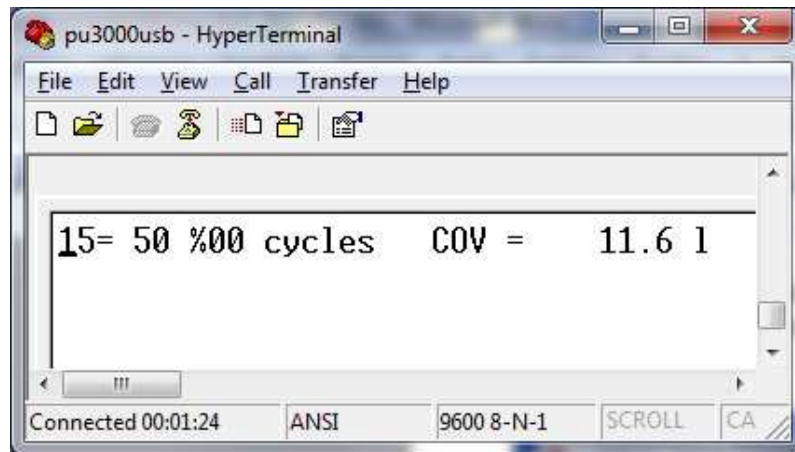 pu3000usb - HyperTerminal
File Edit View Call Transfer Help
15= 50 %00 cycles COV = 11.6 l
Connected 00:01:24 ANSI 9600 8-N-1 SCROLL CA